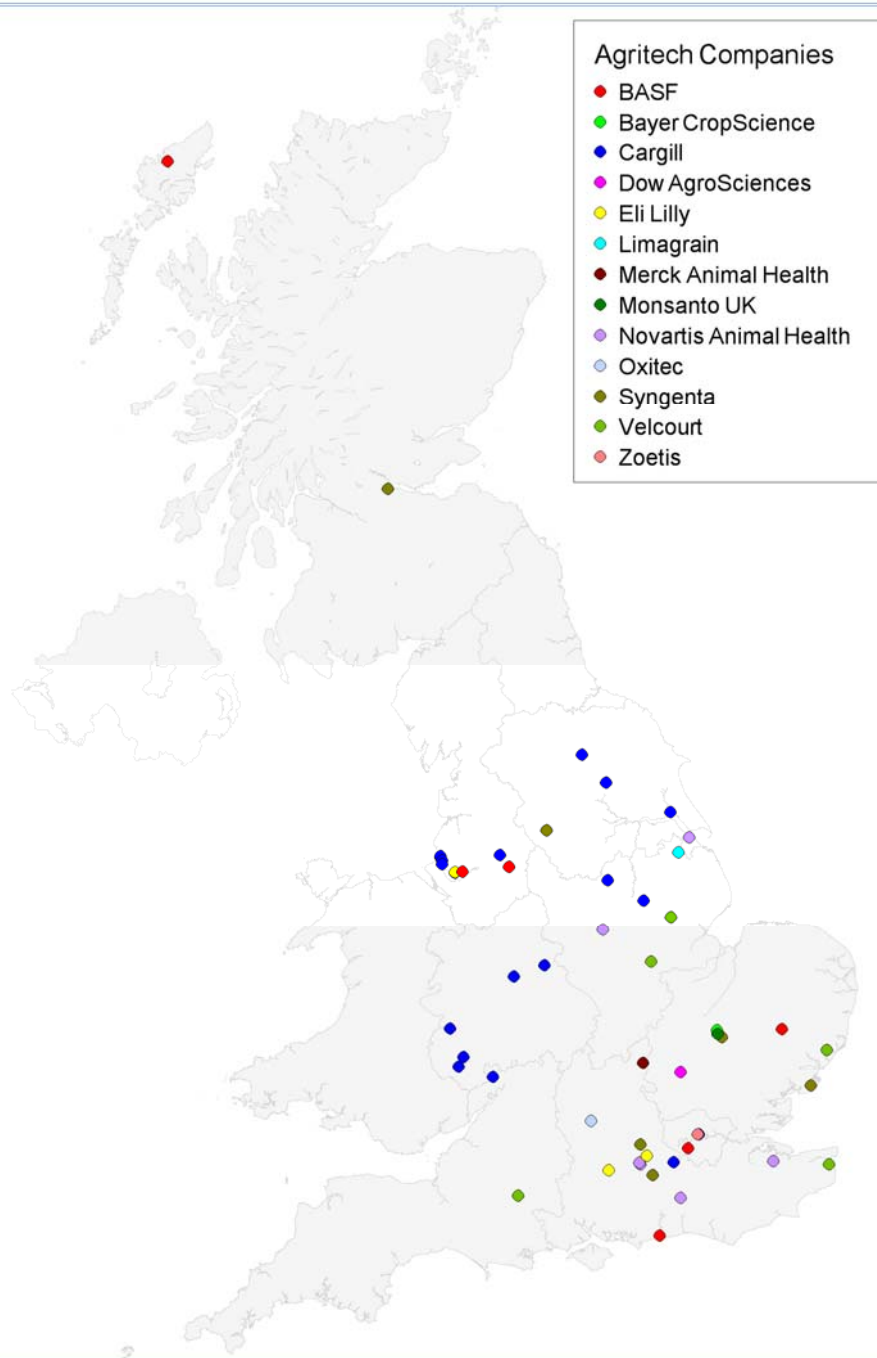 Agritech Companies
BASF
Bayer CropScience
Cargill
Dow AgroSciences
Eli Lilly
Limagrain
Merck Animal Health
Monsanto UK
Novartis Animal Health
Oxitec
Syngenta
Velcourt
Zoetis